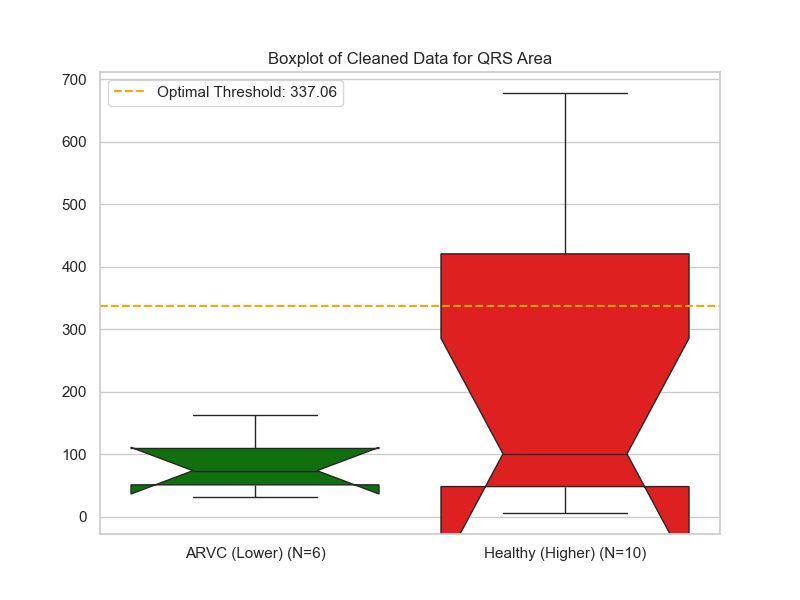 Boxplot of Cleaned Data for QRS Area
Optimal Threshold: 337.06
700
600
500
400
300
200
100
0
ARVC (Lower) (N=6)
Healthy (Higher) (N=10)